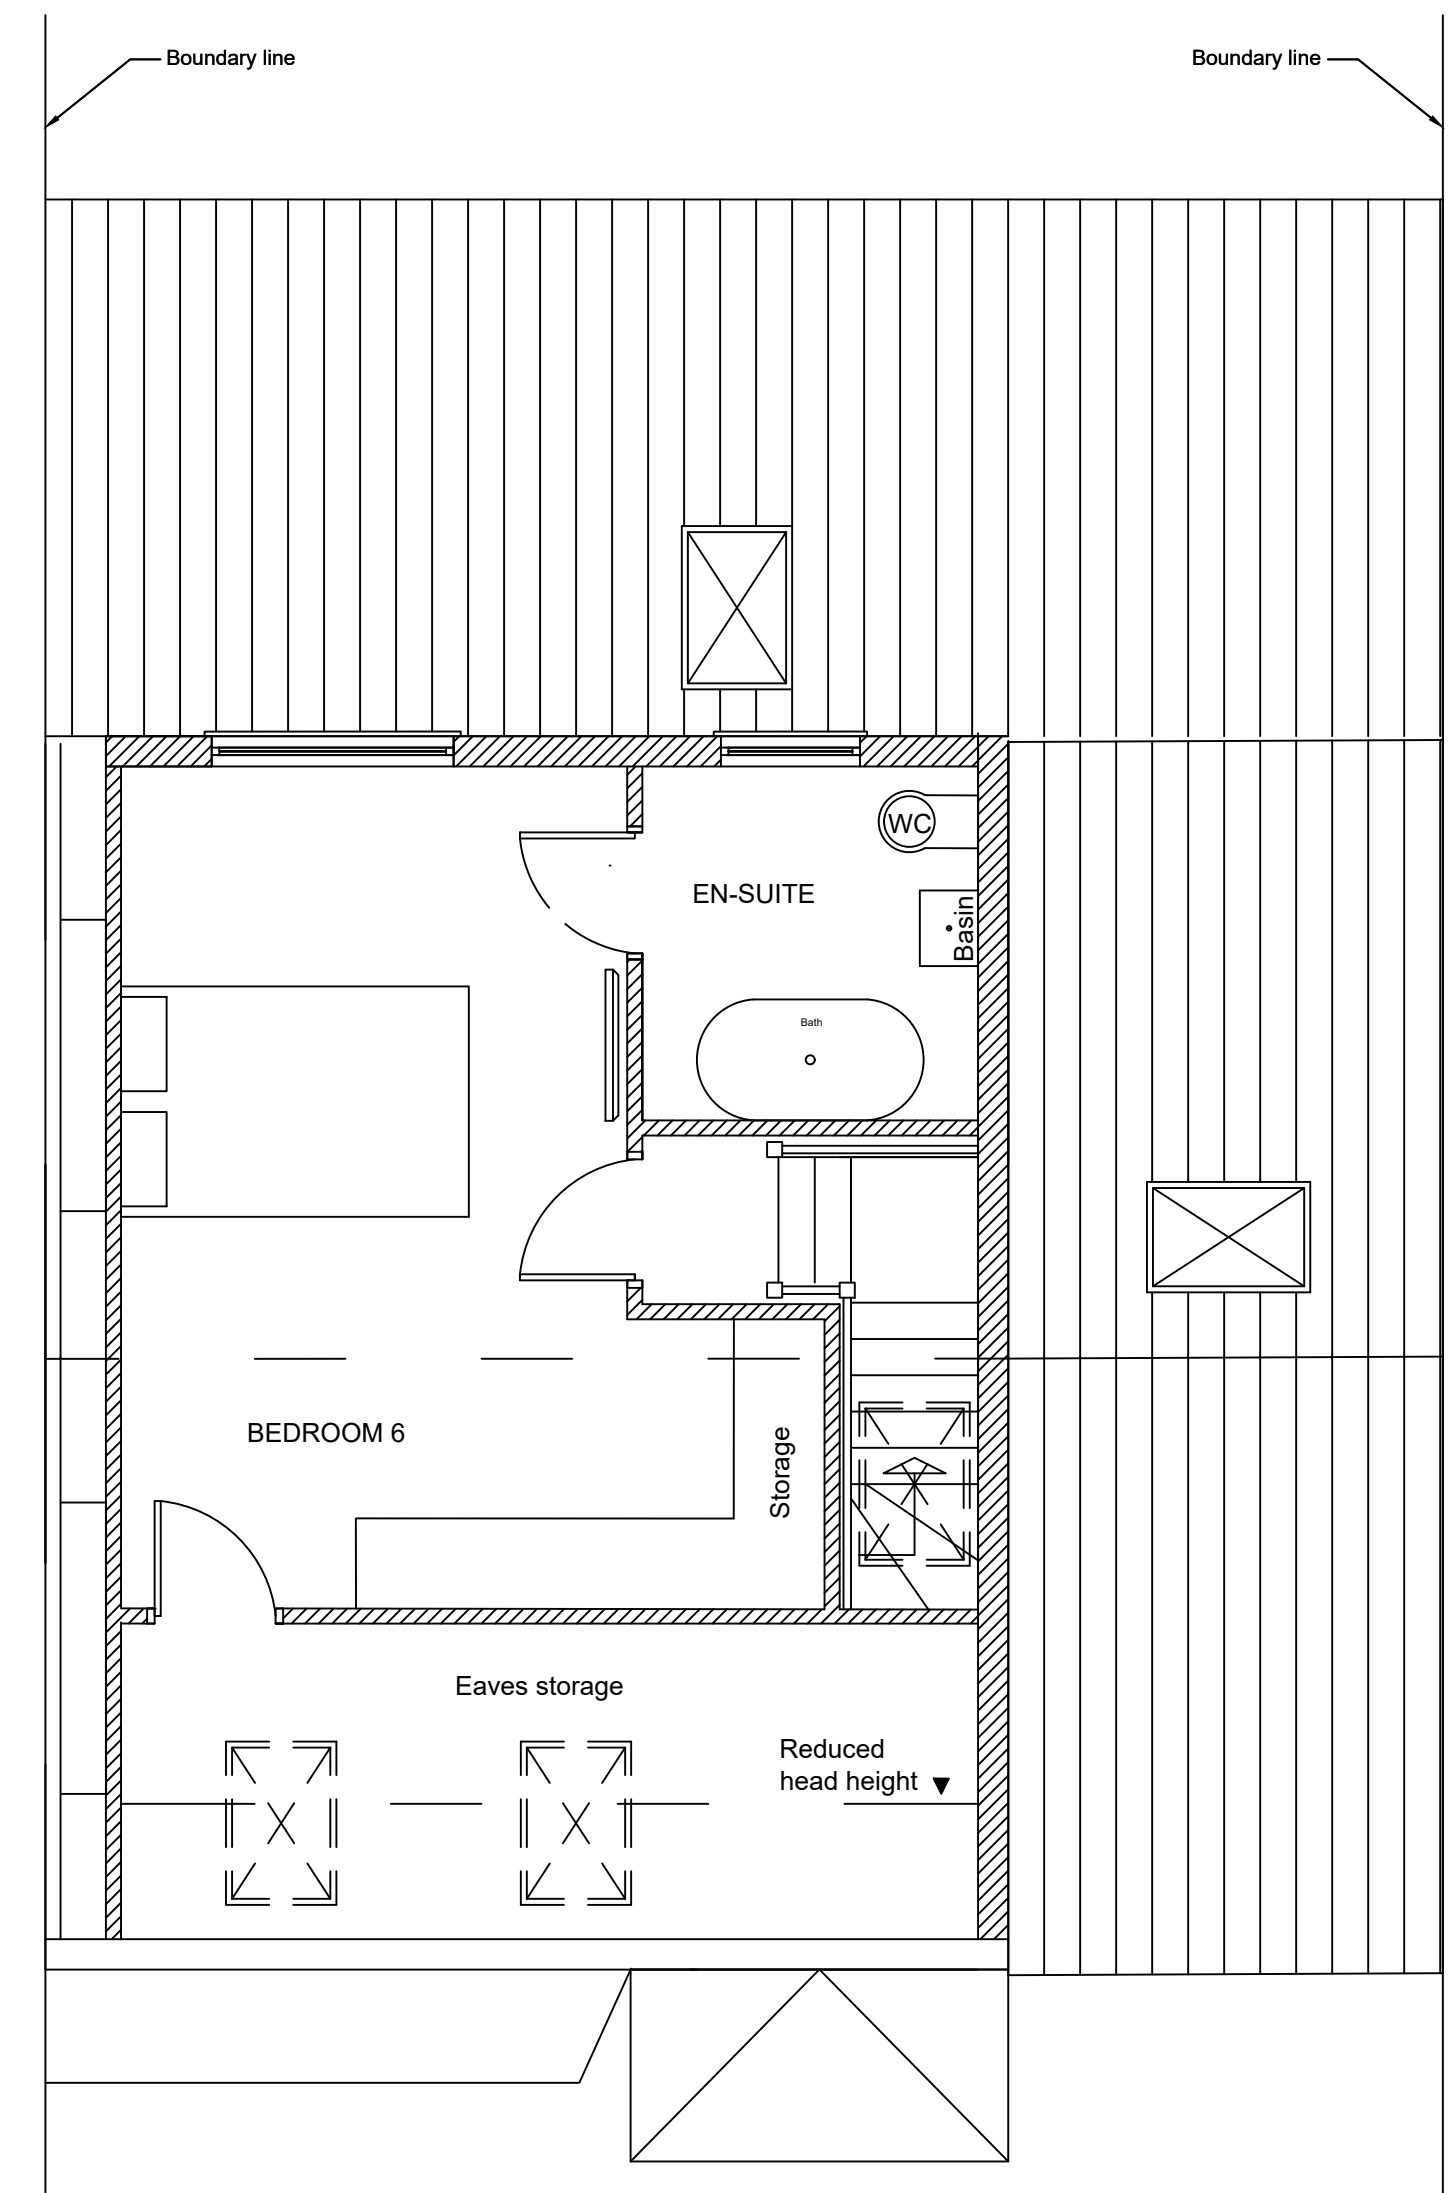 Boundary line
Boundary line
WC
EN-SUITE
Basin
Bath
BEDROOM 6
Storage
Eaves storage
Reduced
head height